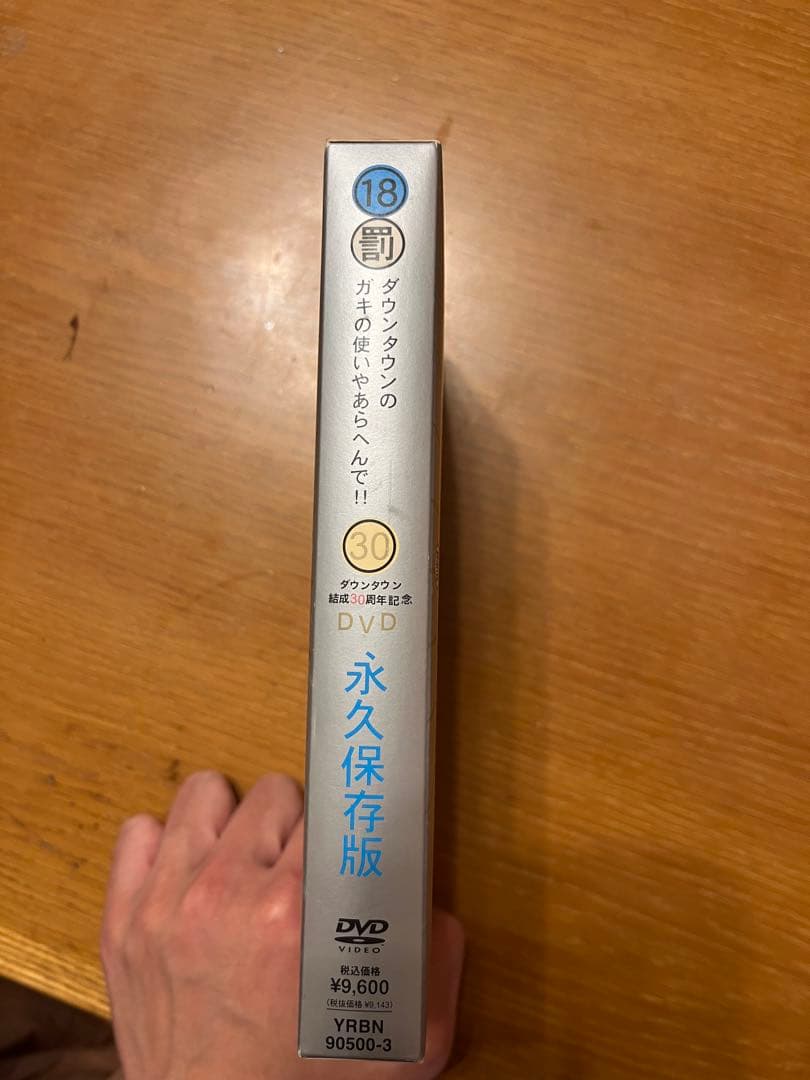 18
罰
ダウンタウンの
ガキの使いやあらへんで!!
30
ダウンタウン
結成30周年記念
DVD
永久保存版
DVD
VIDEO
税込価格
¥9,600
(税抜価格 ¥9,143)
YRBN
90500-3